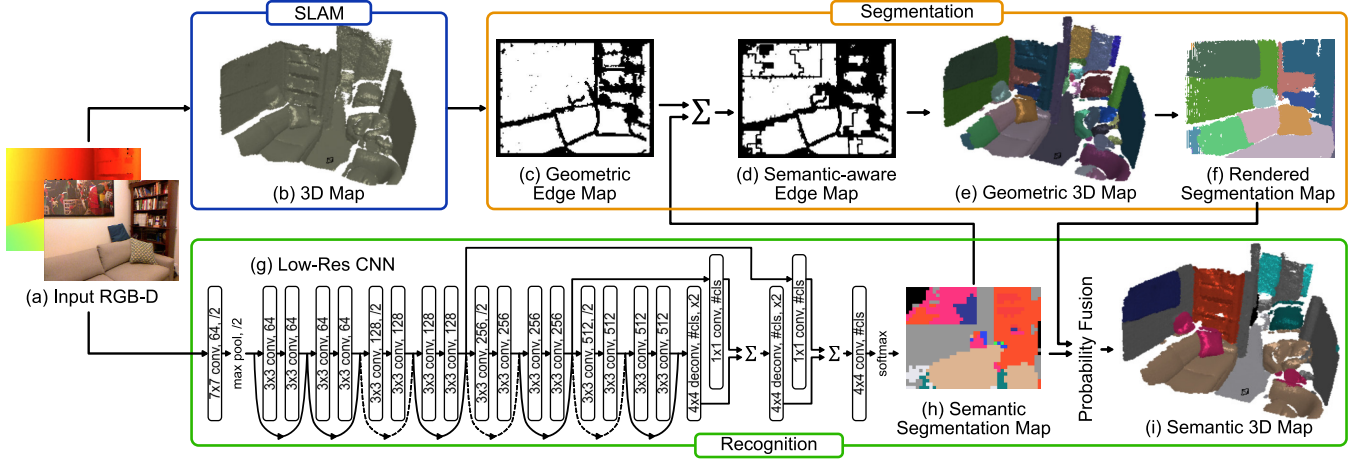 SLAM
Segmentation
(a) Input RGB-D
(b) 3D Map
(c) Geometric
Edge Map
(d) Semantic-aware
Edge Map
(e) Geometric 3D Map
(f) Rendered
Segmentation Map
Σ
(g) Low-Res CNN
7x7 conv, 64, /2
max pool, /2
3x3 conv, 64
3x3 conv, 64
3x3 conv, 64
3x3 conv, 64
3x3 conv, 128, /2
3x3 conv, 128
3x3 conv, 128
3x3 conv, 128
3x3 conv, 256, /2
3x3 conv, 256
3x3 conv, 256
3x3 conv, 256
3x3 conv, 512, /2
3x3 conv, 512
3x3 conv, 512
3x3 conv, 512
4x4 deconv, #cls, x2
1x1 conv, #cls
Σ
4x4 deconv, #cls, x2
1x1 conv, #cls
Σ
4x4 conv, #cls
softmax
(h) Semantic
Segmentation Map
Probability Fusion
(i) Semantic 3D Map
Recognition